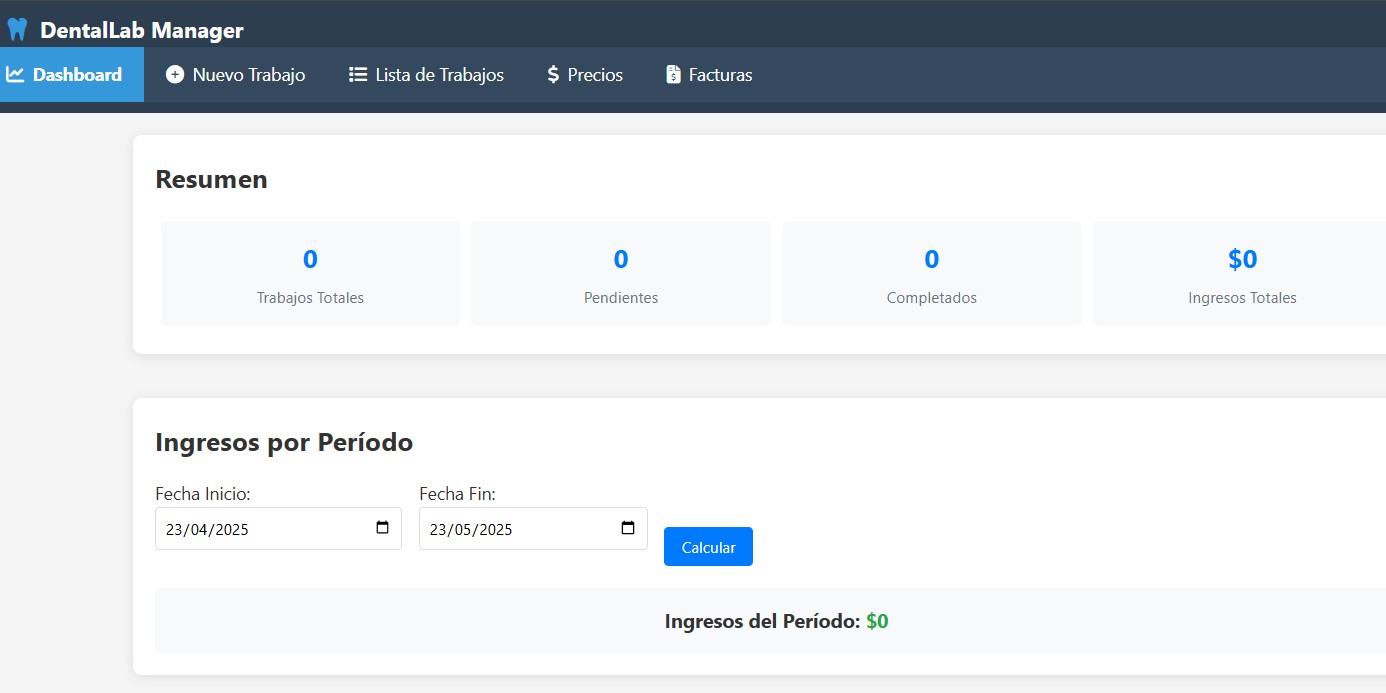 DentalLab Manager
Dashboard Nuevo Trabajo Lista de Trabajos Precios Facturas
Resumen
0 0 0 $0
Trabajos Totales Pendientes Completados Ingresos Totales
Ingresos por Período
Fecha Inicio: Fecha Fin:
23/04/2025 23/05/2025
Calcular
Ingresos del Período: $0